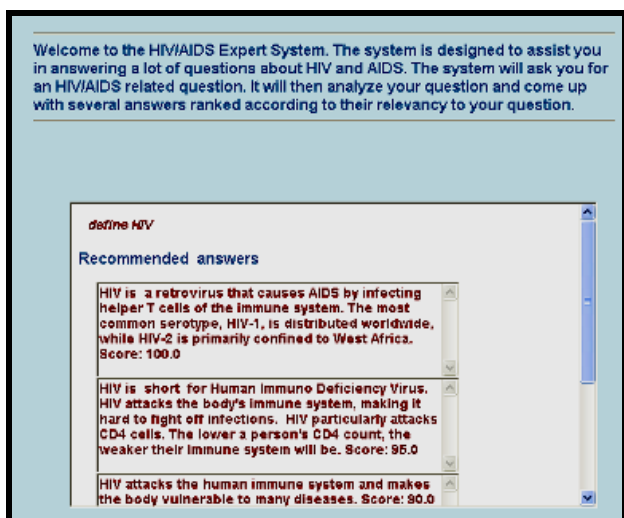 Welcome to the HIV/AIDS Expert System. The system is designed to assist you
in answering a lot of questions about HIV and AIDS. The system will ask you for
an HIV/AIDS related question. It will then analyze your question and come up
with several answers ranked according to their relevancy to your question.
define HIV
Recommended answers
HIV is a retrovirus that causes AIDS by infecting
helper T cells of the immune system. The most
common serotype, HIV-1, is distributed worldwide,
while HIV-2 is primarily confined to West Africa.
Score: 100.0
HIV is short for Human Immuno Deficiency Virus.
HIV attacks the body's immune system, making it
hard to fight off infections. HIV particularly attacks
CD4 cells. The lower a person's CD4 count, the
weaker their immune system will be. Score: 95.0
HIV attacks the human immune system and makes
the body vulnerable to many diseases. Score: 90.0